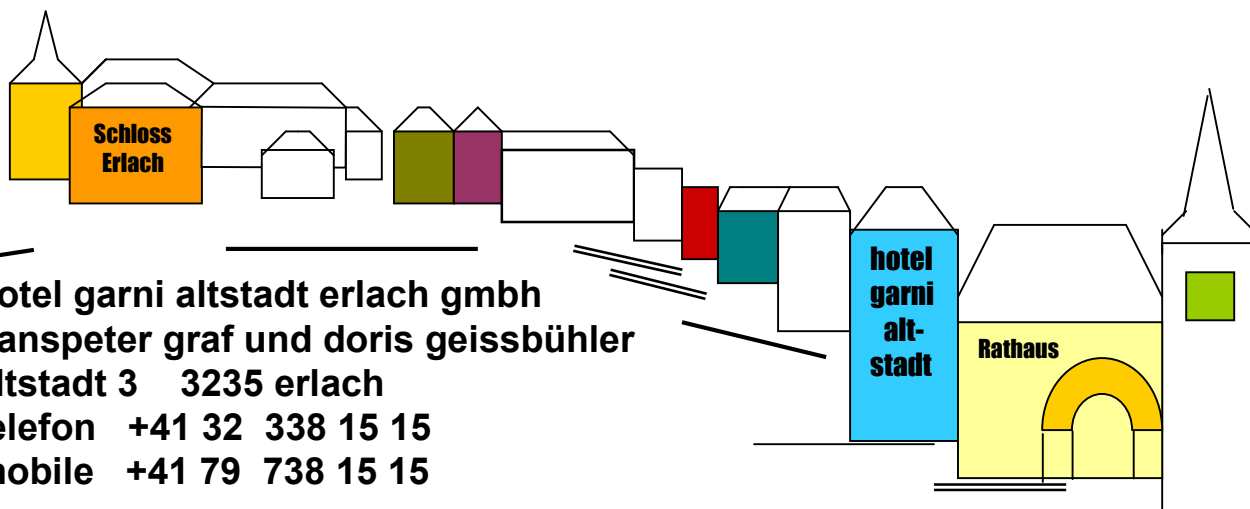 Schloss
Erlach
hotel
garni
alt-
stadt
Rathaus
otel garni altstadt erlach gmbh
anspeter graf und doris geissbühler
ltstadt 3 3235 erlach
elefon +41 32 338 15 15
mobile +41 79 738 15 15